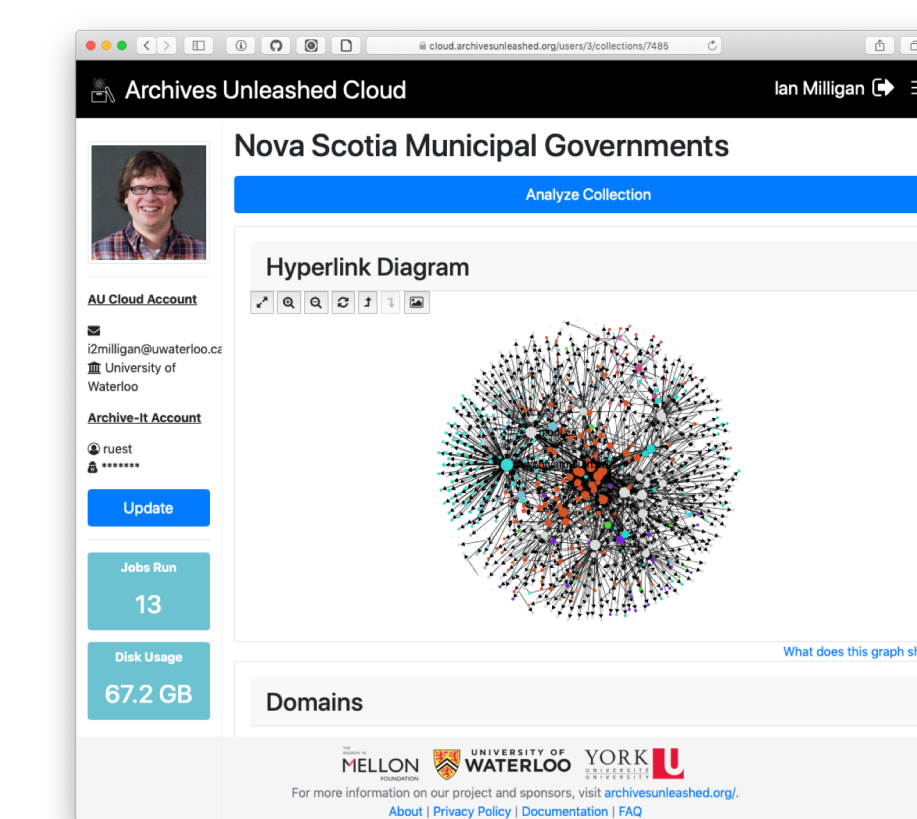 cloud.archivesunleashed.org/users/3/collections/7485
Archives Unleashed Cloud
Ian Milligan
Nova Scotia Municipal Governments
Analyze Collection
Hyperlink Diagram
AU Cloud Account
i2milligan@uwaterloo.ca
University of
Waterloo
Archive-It Account
ruest
*******
Update
Jobs Run
13
Disk Usage
67.2 GB
What does this graph sh
Domains
THE
ANDREW W.
MELLON
FOUNDATION
UNIVERSITY OF
WATERLOO
YORK
UNIVERSITÉ
UNIVERSITY
U
For more information on our project and sponsors, visit archivesunleashed.org/.
About | Privacy Policy | Documentation | FAQ